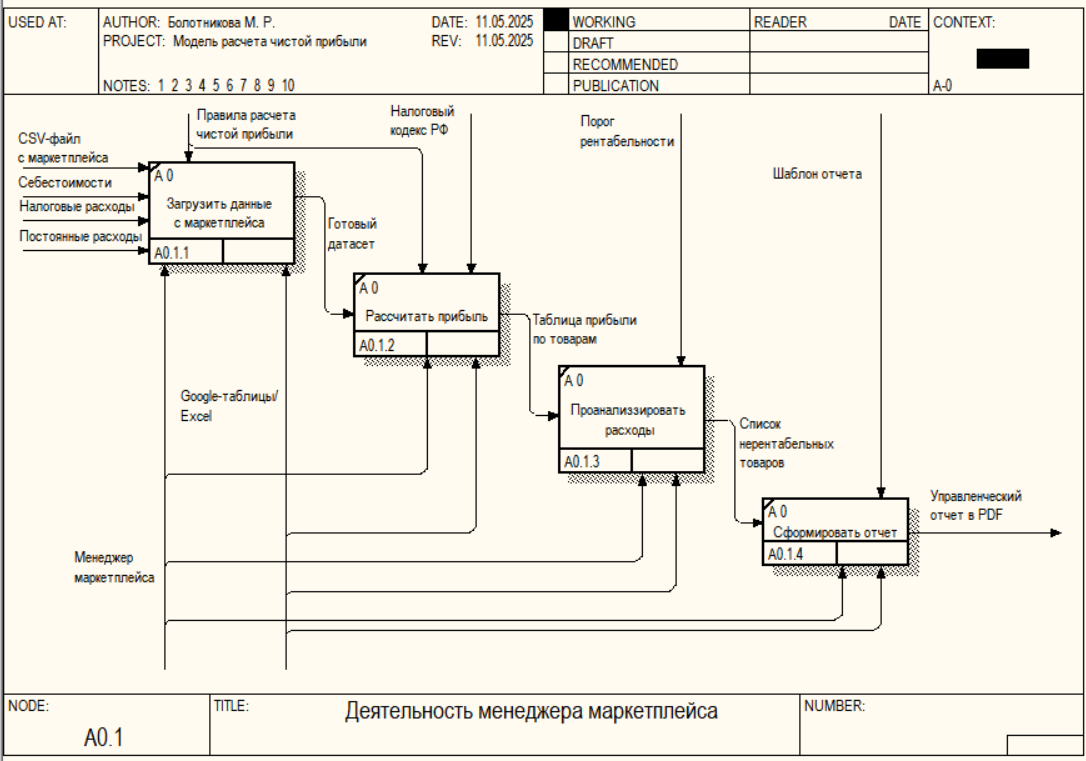 USED AT:
AUTHOR: Болотникова М. Р.
DATE: 11.05.2025
PROJECT: Модель расчета чистой прибыли
REV: 11.05.2025
NOTES: 1 2 3 4 5 6 7 8 9 10
WORKING
DRAFT
RECOMMENDED
PUBLICATION
READER
DATE
CONTEXT:
A-0
Правила расчета
чистой прибыли
Налоговый
кодекс РФ
Порог
рентабельности
Шаблон отчета
CSV-файл
с маркетплейса
Себестоимости
Налоговые расходы
Постоянные расходы
A 0
Загрузить данные
с маркетплейса
A0.1.1
Готовый
датасет
A 0
Рассчитать прибыль
A0.1.2
Таблица прибыли
по товарам
A 0
Проанализзировать
расходы
A0.1.3
Google-таблицы/
Excel
Список
нерентабельных
товаров
A 0
Сформировать отчет
A0.1.4
Управленческий
отчет в PDF
Менеджер
маркетплейса
NODE:
A0.1
TITLE:
Деятельность менеджера маркетплейса
NUMBER: